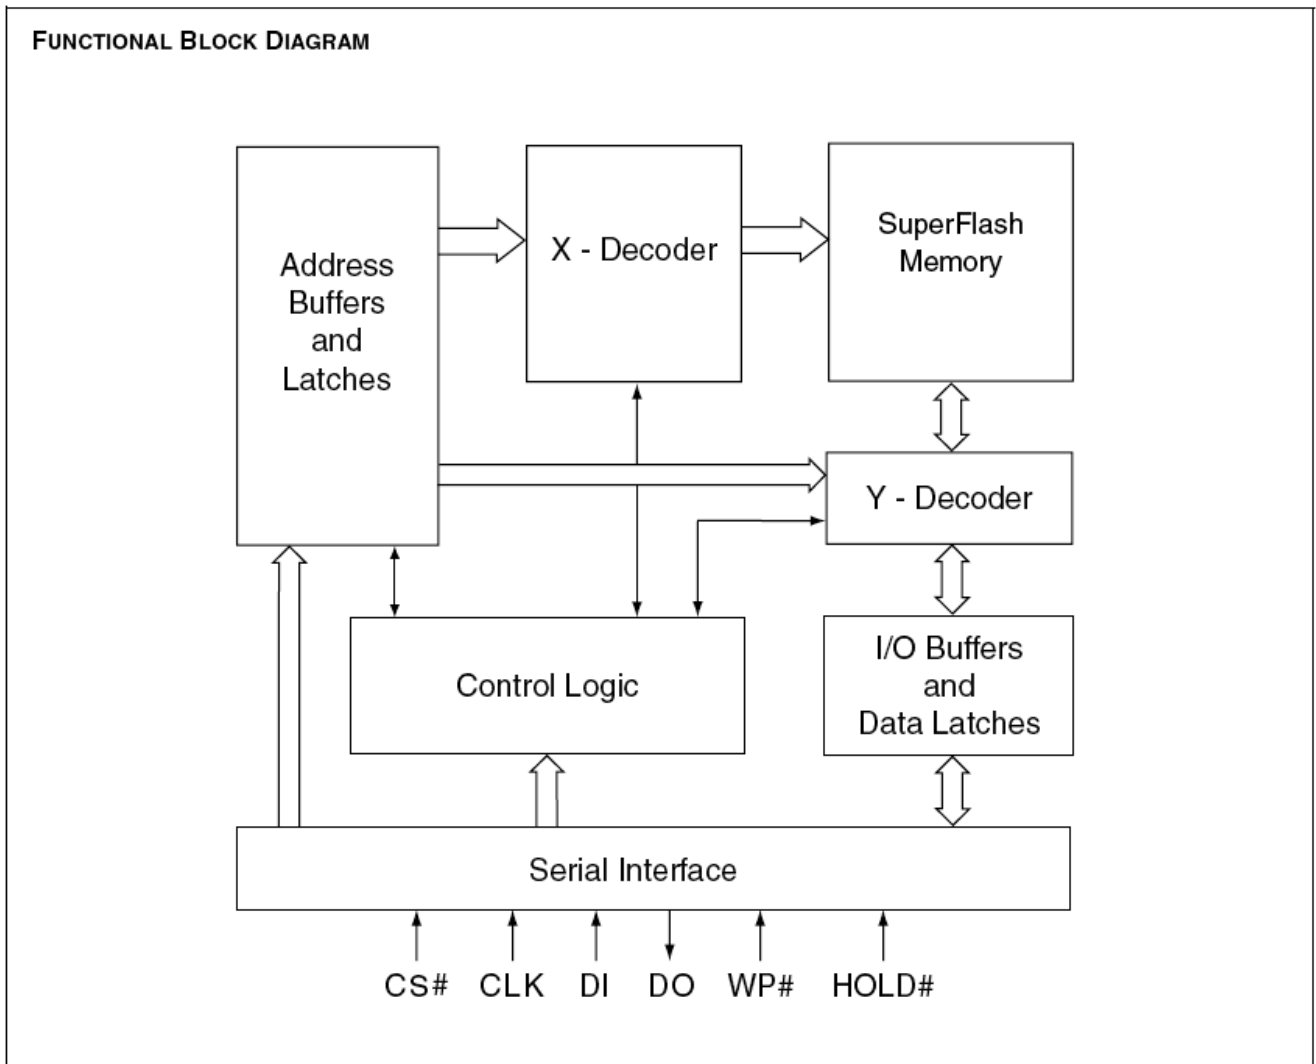 FUNCTIONAL BLOCK DIAGRAM
Address
Buffers
and
Latches
X - Decoder
SuperFlash
Memory
Y - Decoder
Control Logic
I/O Buffers
and
Data Latches
Serial Interface
CS# CLK DI DO WP# HOLD#